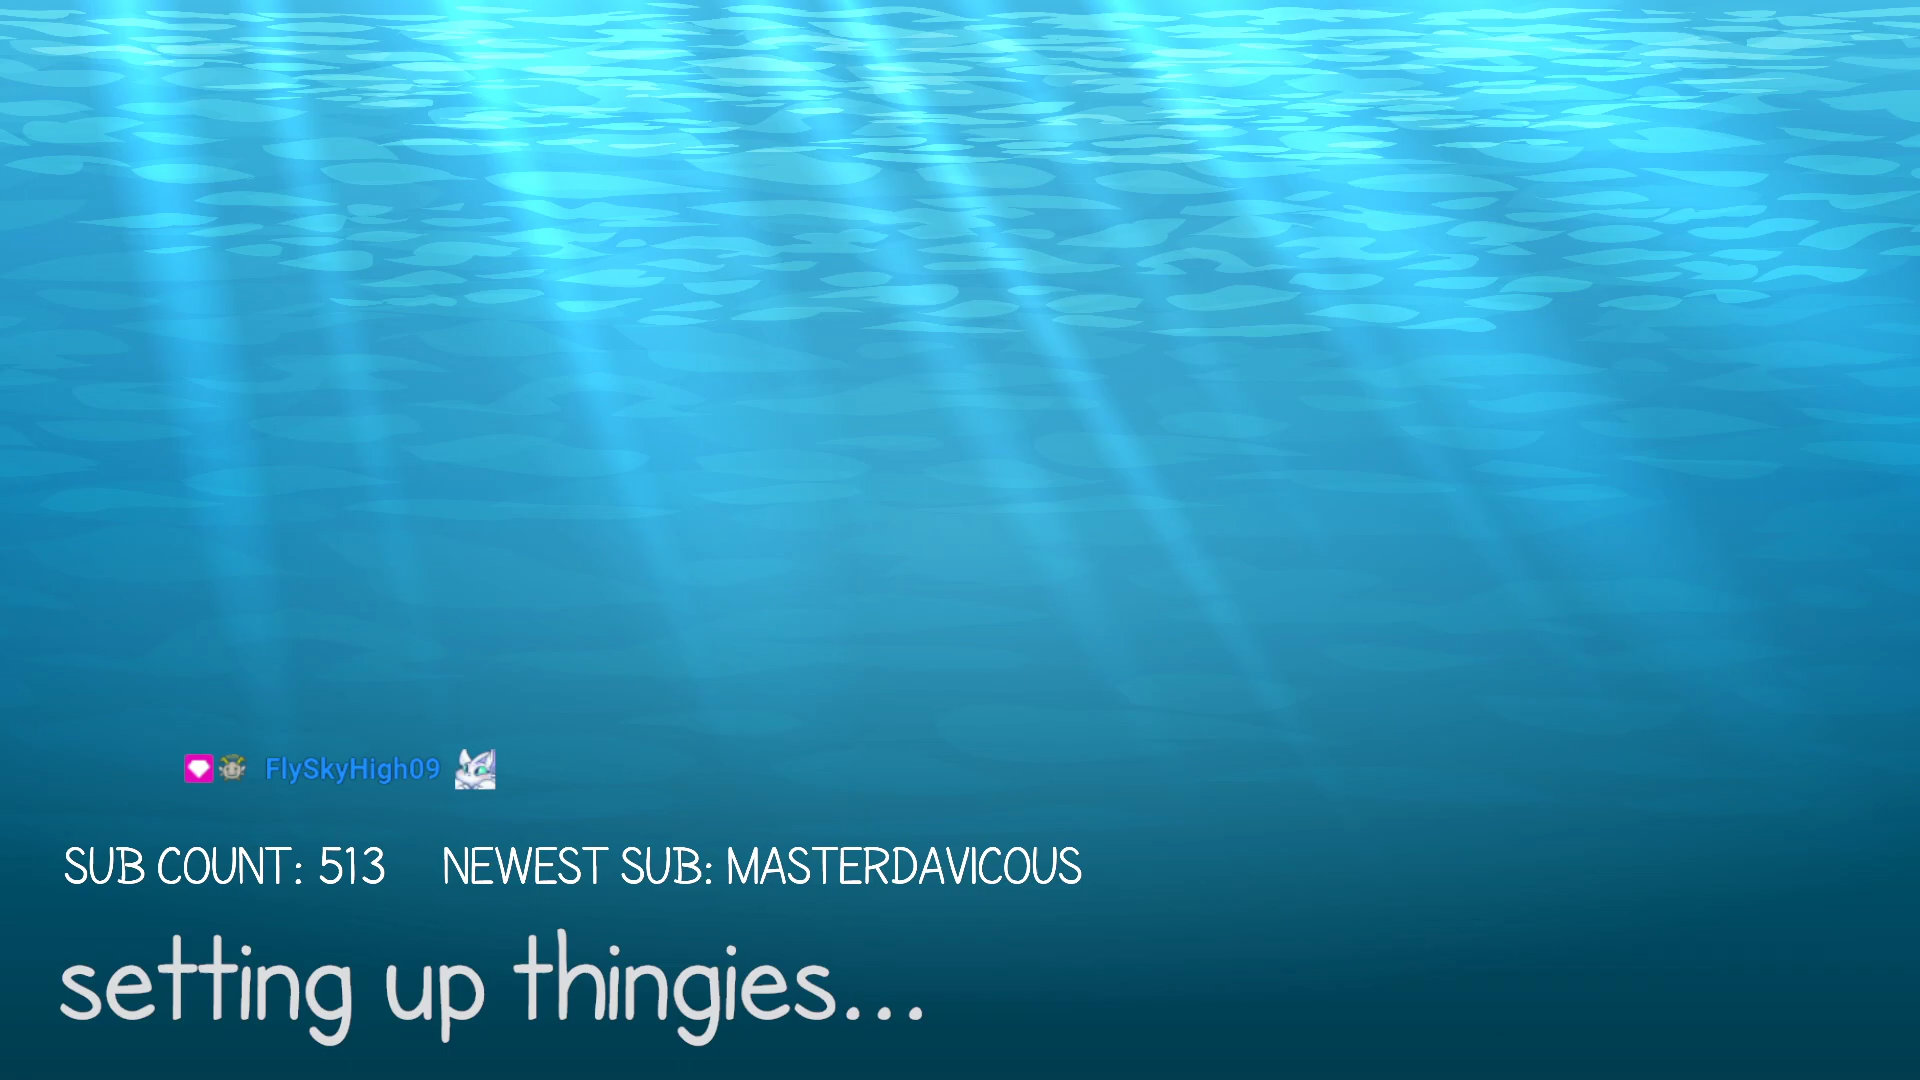 FlySkyHigh09
SUB COUNT: 513 NEWEST SUB: MASTERDAVICOUS
setting up thingies...